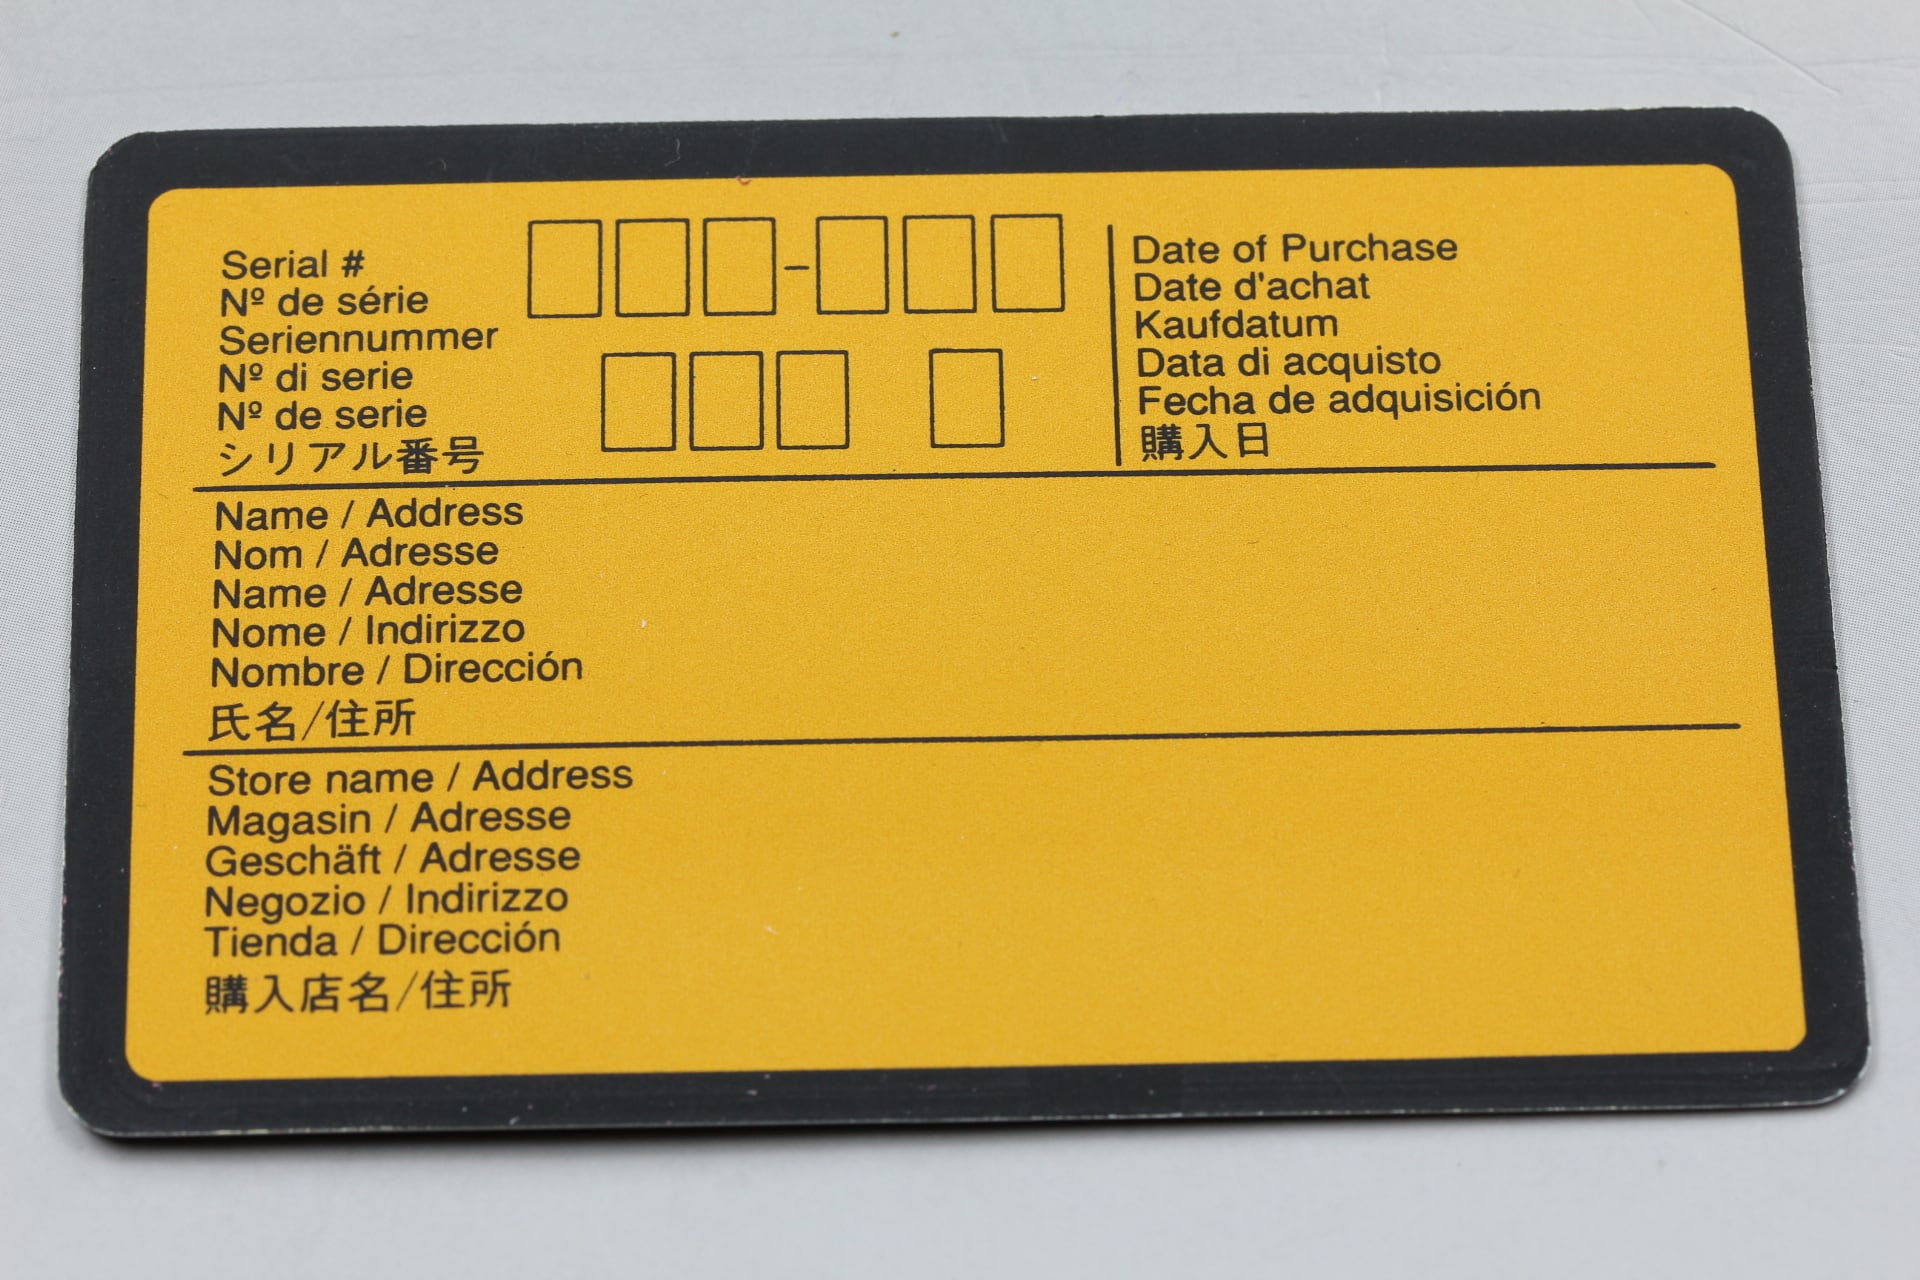 Serial #
Nº de série
Seriennummer
Nº di serie
Nº de serie
シリアル番号
–
Date of Purchase
Date d'achat
Kaufdatum
Data di acquisto
Fecha de adquisición
購入日
Name / Address
Nom / Adresse
Name / Adresse
Nome / Indirizzo
Nombre / Dirección
氏名/住所
Store name / Address
Magasin / Adresse
Geschäft / Adresse
Negozio / Indirizzo
Tienda / Dirección
購入店名/住所